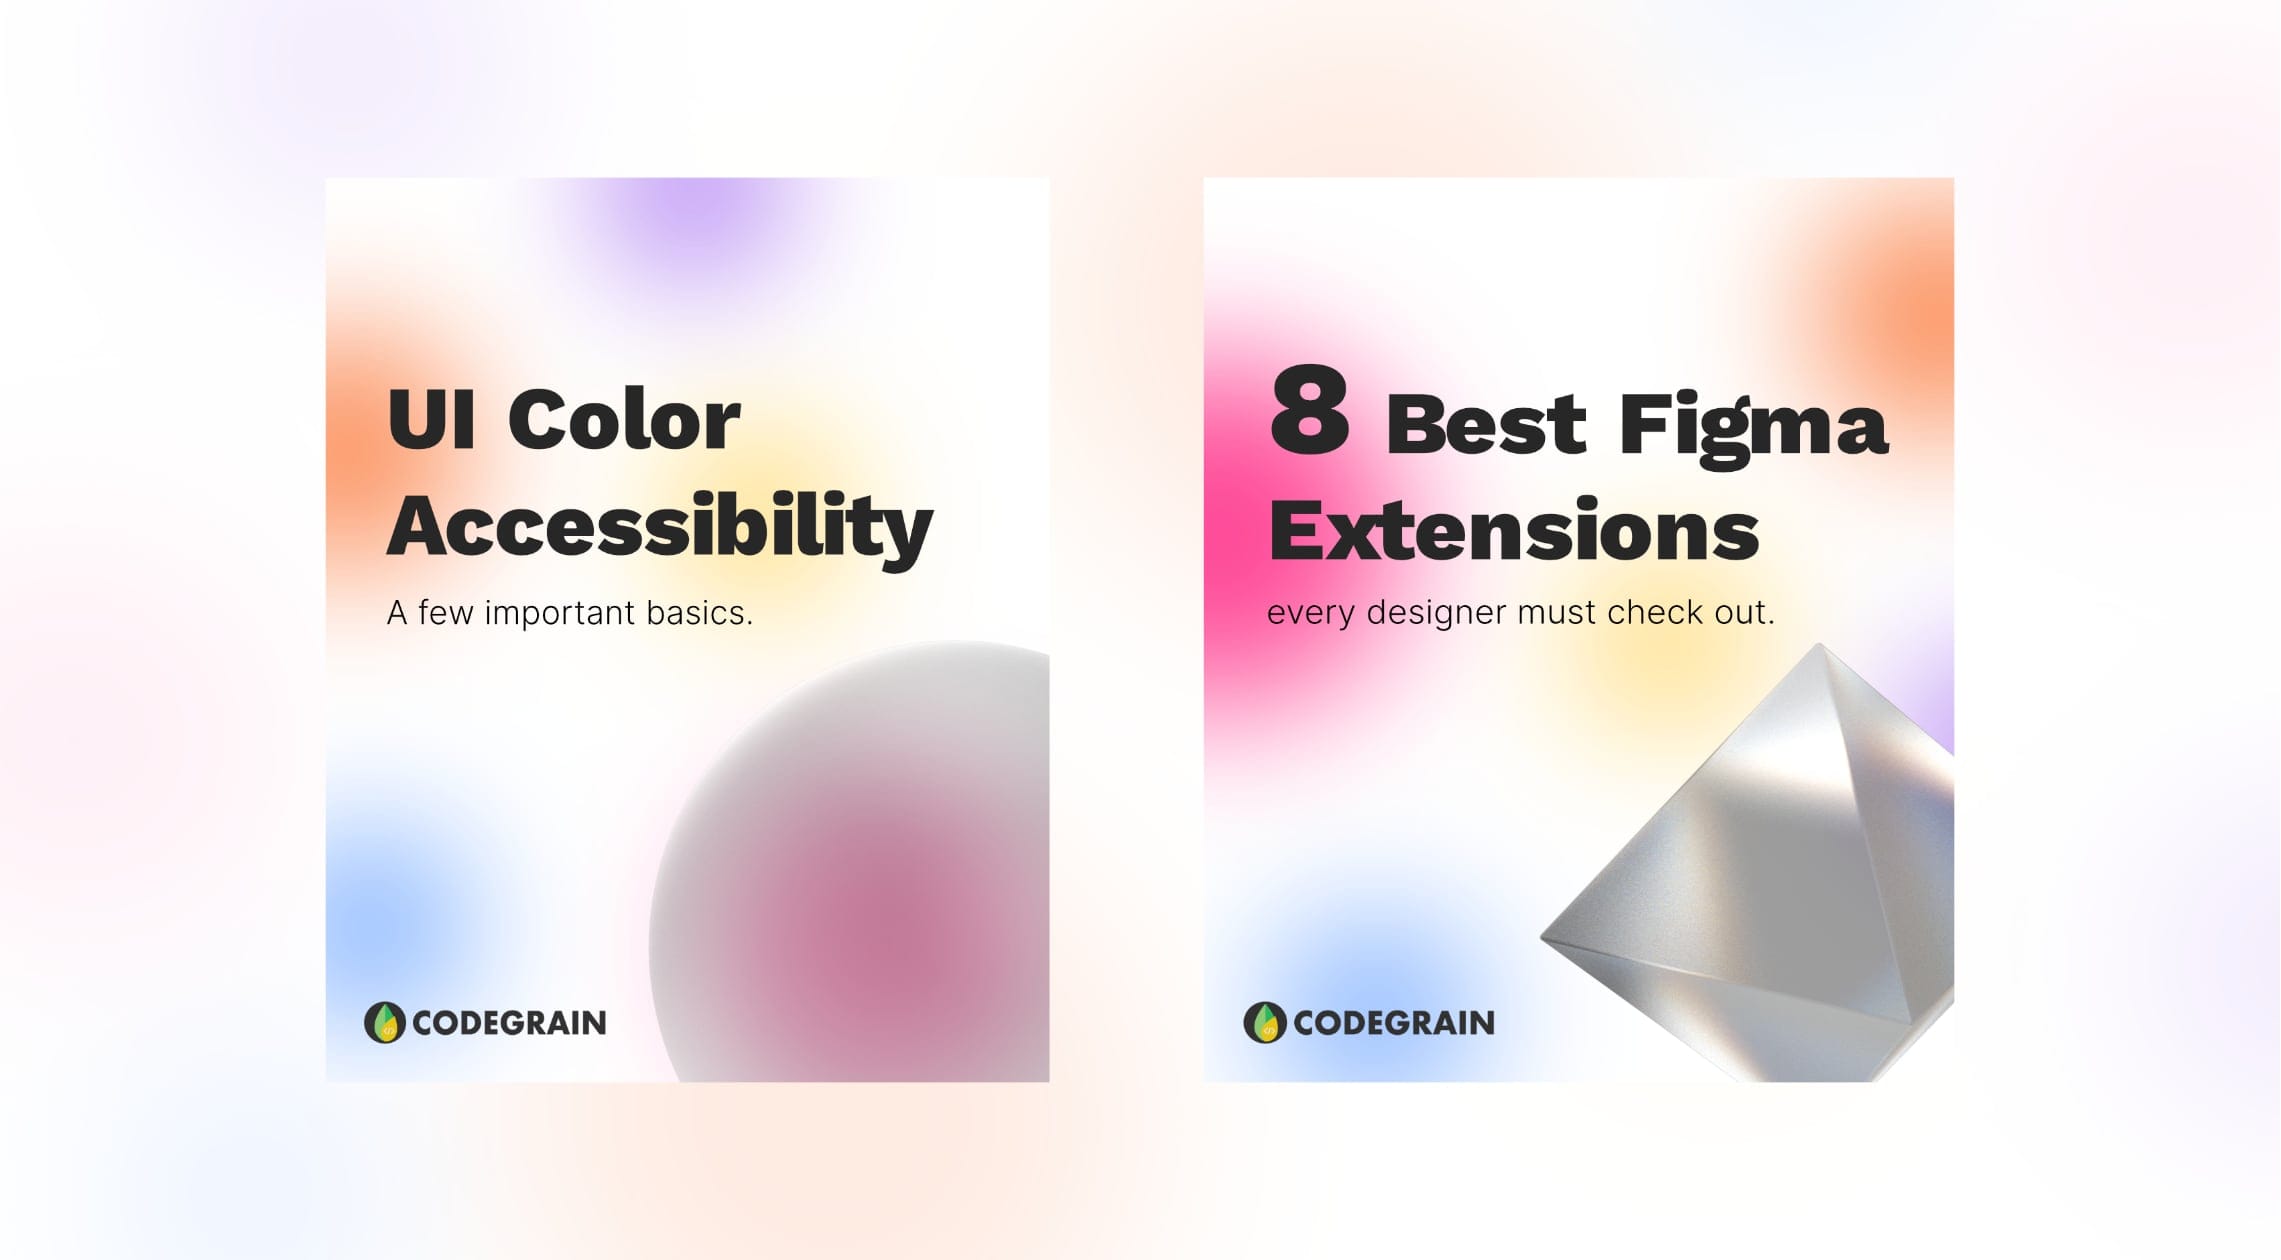 UI Color
Accessibility
A few important basics.
CODEGRAIN
8 Best Figma
Extensions
every designer must check out.
CODEGRAIN